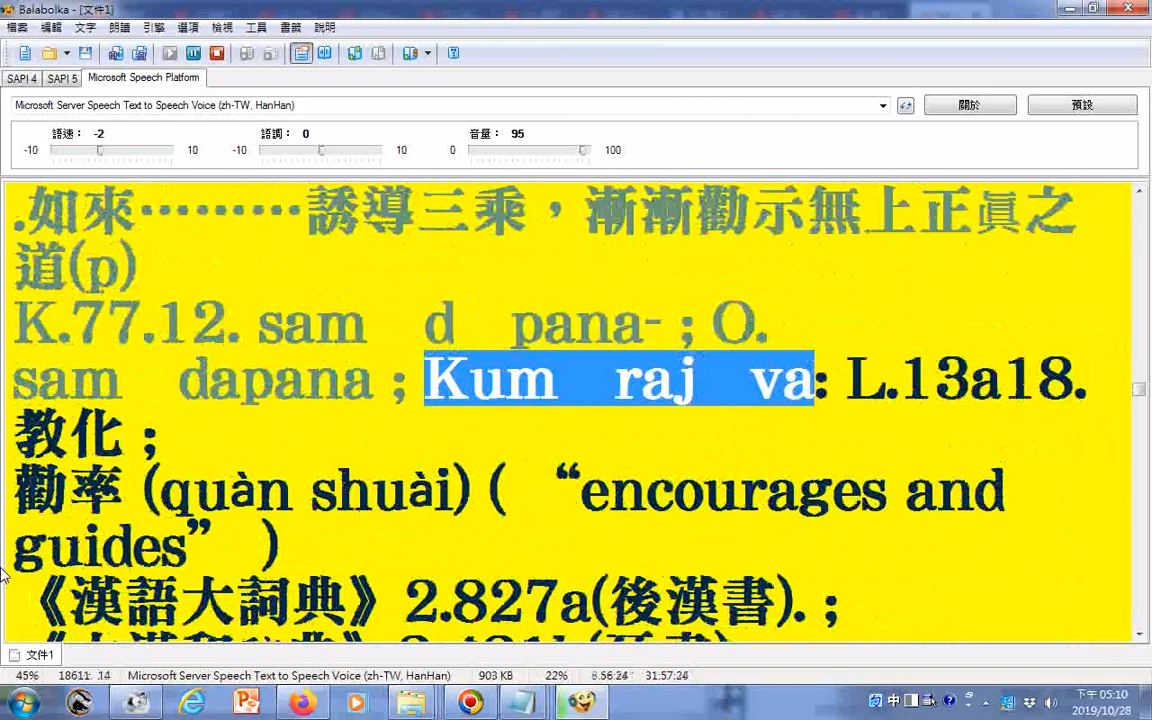 Balabolka - [文件1]
檔案 編輯 文字 朗讀 引擎 選項 檢視 工具 書籤 說明
SAPI 4 SAPI 5 Microsoft Speech Platform
Microsoft Server Speech Text to Speech Voice (zh-TW, HanHan) 關於 預設
語速： -2 語調： 0 音量： 95
-10 10 -10 10 0 100
.如來………誘導三乘，漸漸勸示無上正眞之
道(p)
K.77.12. sam d pana- ; O.
sam dapana ; Kum raj va: L.13a18.
教化 ;
勸率 (quàn shuài) ( “encourages and
guides” )
《漢語大詞典》 2.827a(後漢書). ;
文件1
45% 18611: 14 Microsoft Server Speech Text to Speech Voice (zh-TW, HanHan) 903 KB 22% 8:56:24 31:57:24
中
下午 05:10
2019/10/28